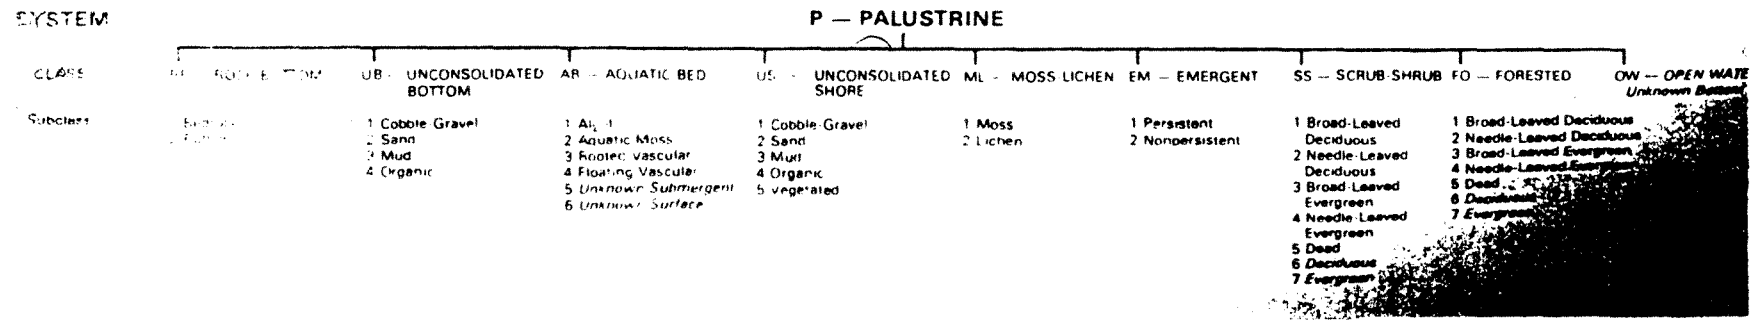 SYSTEM
P — PALUSTRINE
CLASS
UB - UNCONSOLIDATED BOTTOM
AB - AQUATIC BED
US - UNCONSOLIDATED SHORE
ML - MOSS-LICHEN
EM — EMERGENT
SS — SCRUB-SHRUB
FO — FORESTED
OW — OPEN WATE
Unknown Bottom
Subclass
1 Cobble-Gravel
2 Sand
3 Mud
4 Organic
1 Algal
2 Aquatic Moss
3 Rooted Vascular
4 Floating Vascular
5 Unknown Submergent
6 Unknown Surface
1 Cobble-Gravel
2 Sand
3 Mud
4 Organic
5 Vegetated
1 Moss
2 Lichen
1 Persistent
2 Nonpersistent
1 Broad-Leaved
Deciduous
2 Needle-Leaved
Deciduous
3 Broad-Leaved
Evergreen
4 Needle-Leaved
Evergreen
5 Dead
6 Deciduous
7 Evergreen
1 Broad-Leaved Deciduous
2 Needle-Leaved Deciduous
3 Broad-Leaved Evergreen
4 Needle-Leaved Evergreen
5 Dead
6 Deciduous
7 Evergreen